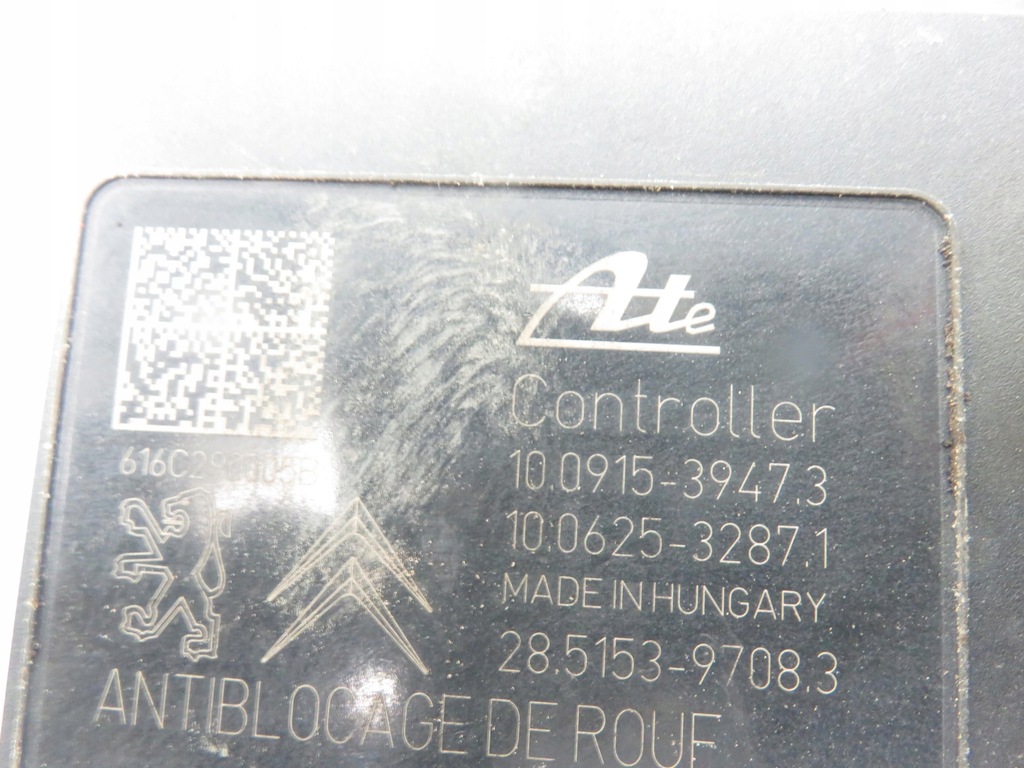 Ate
Controller
10.0915-3947.3
10.0625-3287.1
MADE IN HUNGARY
28.5153-9708.3
ANTIBLOCAGE DE